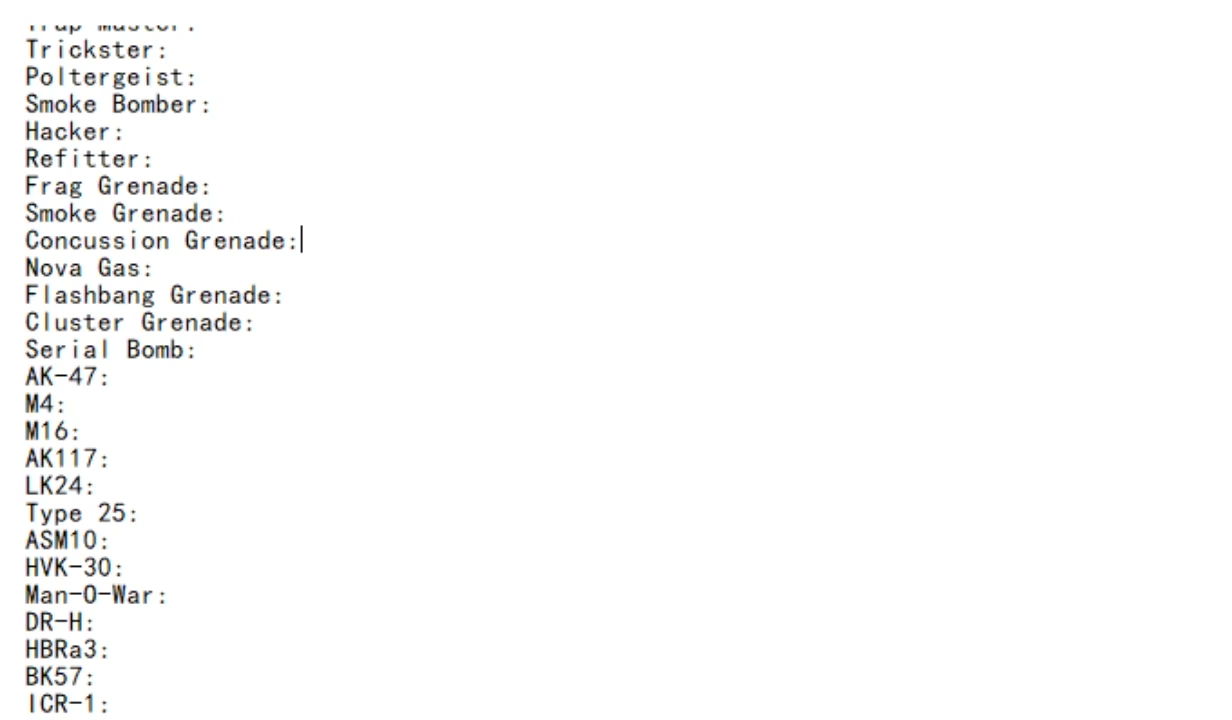 Trap Master:
Trickster:
Poltergeist:
Smoke Bomber:
Hacker:
Refitter:
Frag Grenade:
Smoke Grenade:
Concussion Grenade:
Nova Gas:
Flashbang Grenade:
Cluster Grenade:
Serial Bomb:
AK-47:
M4:
M16:
AK117:
LK24:
Type 25:
ASM10:
HVK-30:
Man-O-War:
DR-H:
HBRa3:
BK57:
ICR-1: